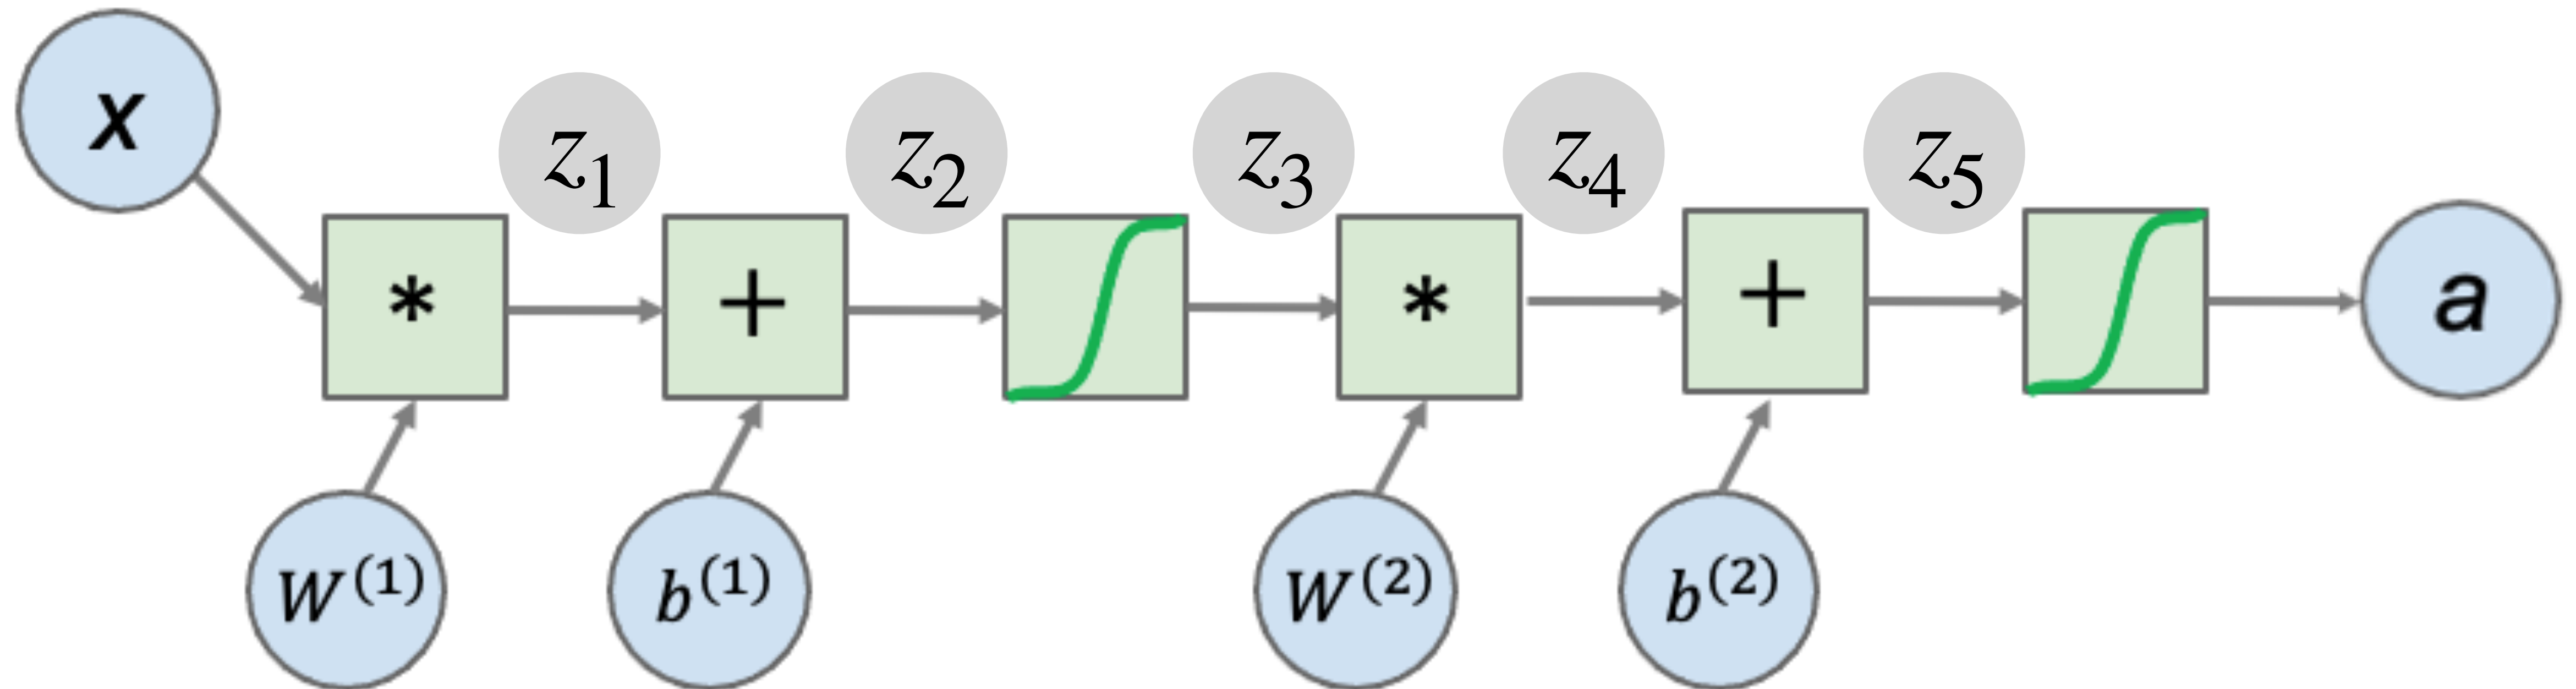 x
z₁
z₂
z₃
z₄
z₅
*
+
*
+
a
W⁽¹⁾
b⁽¹⁾
W⁽²⁾
b⁽²⁾